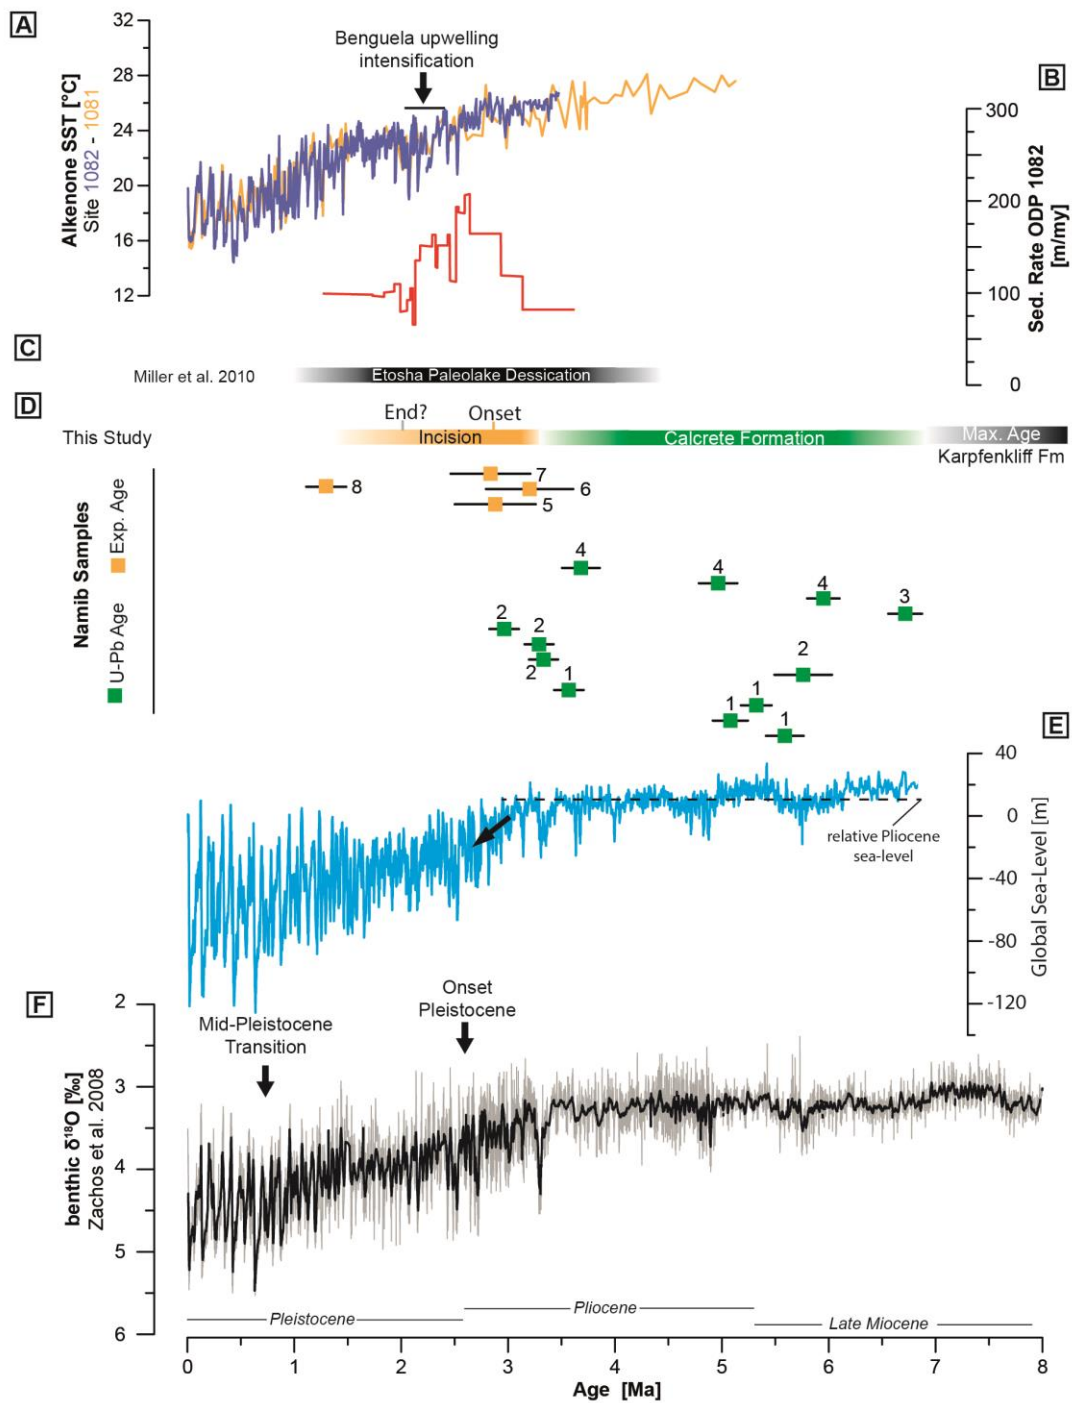 A
32
28
24
20
16
12
Alkenone SST [°C]
Site 1082 - 1081
Benguela upwelling
intensification
B
300
200
100
0
Sed. Rate ODP 1082
[m/my]
C
Miller et al. 2010
Etosha Paleolake Dessication
D
End?
Onset
This Study
Incision
Calcrete Formation
Max. Age
Karpfenkliff Fm
Namib Samples
Exp. Age
U-Pb Age
7
8
6
5
4
4
4
3
2
2
2
2
1
1
1
1
E
40
0
-40
-80
-120
Global Sea-Level [m]
relative Pliocene
sea-level
F
2
3
4
5
6
benthic δ¹⁸O [‰]
Zachos et al. 2008
Mid-Pleistocene
Transition
Onset
Pleistocene
Pleistocene
Pliocene
Late Miocene
0 1 2 3 4 5 6 7 8
Age [Ma]